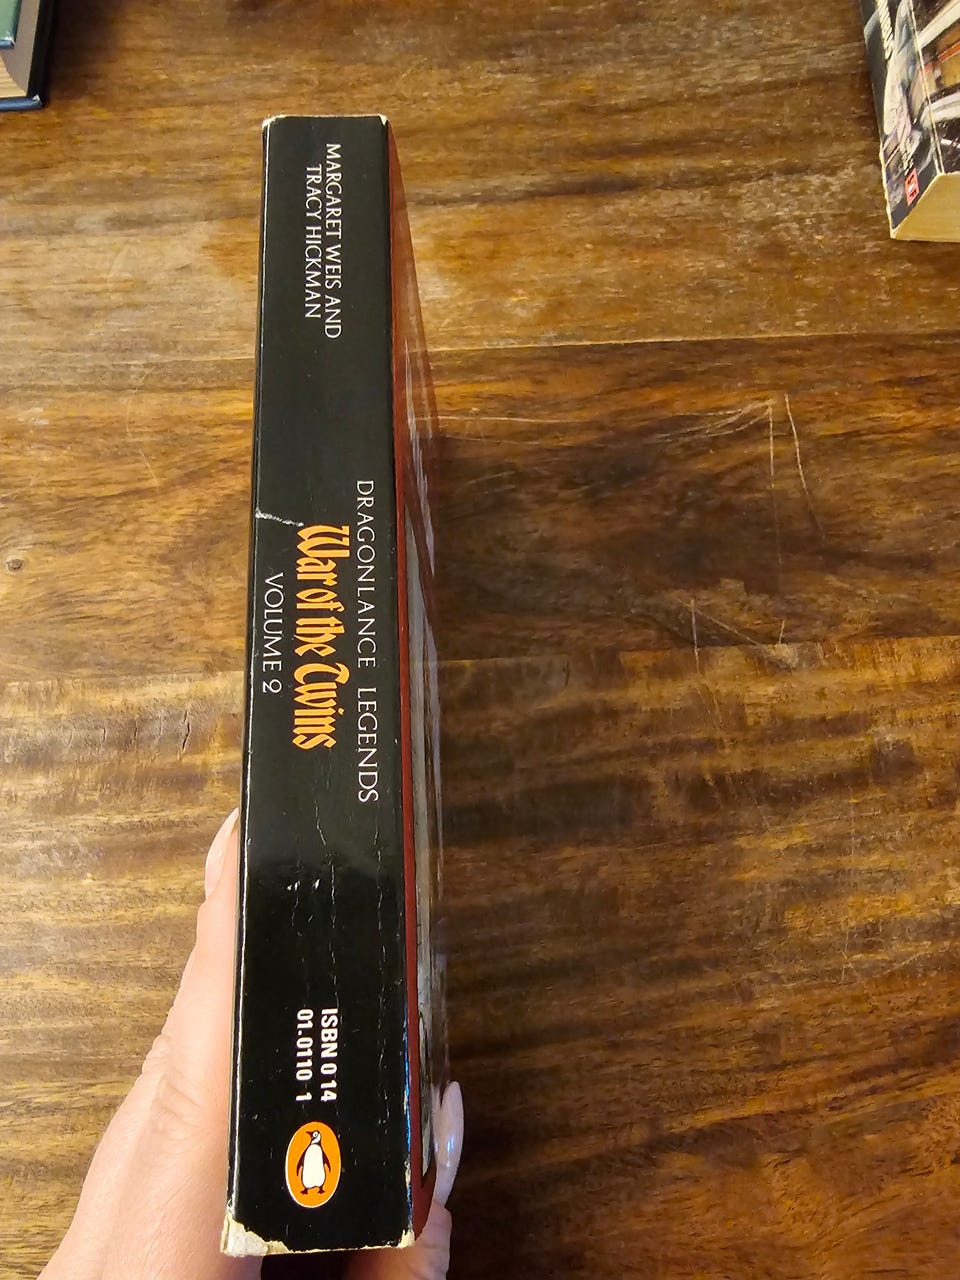 MARGARET WEIS AND
TRACY HICKMAN
DRAGONLANCE LEGENDS
War of the Twins
VOLUME 2
ISBN 0 14
01.0110 1